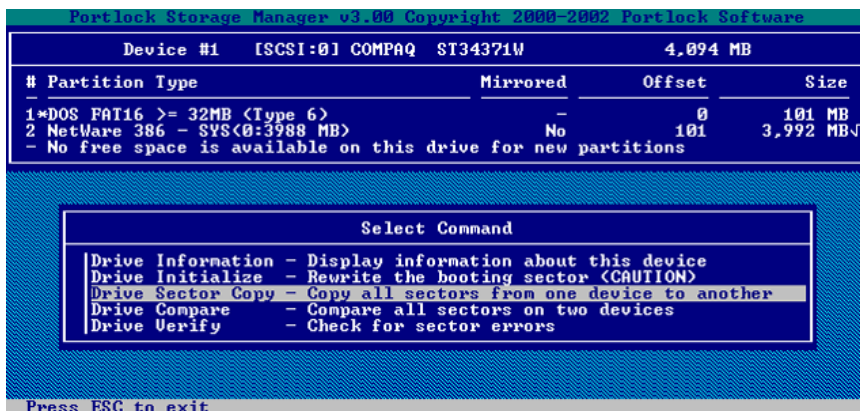 Portlock Storage Manager v3.00 Copyright 2000-2002 Portlock Software
Device #1 [SCSI:0] COMPAQ ST34371W 4,094 MB
# Partition Type Mirrored Offset Size
1*DOS FAT16 >= 32MB (Type 6) - 0 101 MB
2 NetWare 386 - SYS(0:3988 MB) No 101 3,992 MB√
- No free space is available on this drive for new partitions
Select Command
Drive Information - Display information about this device
Drive Initialize - Rewrite the booting sector (CAUTION)
Drive Sector Copy - Copy all sectors from one device to another
Drive Compare - Compare all sectors on two devices
Drive Verify - Check for sector errors
Press ESC to exit